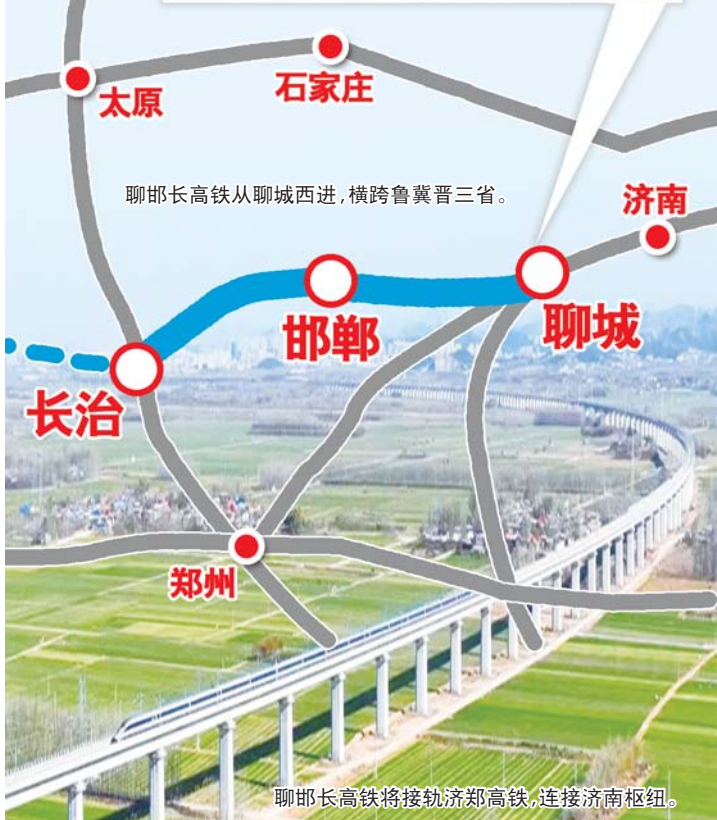 石家庄
太原
聊邯长高铁从聊城西进,横跨鲁冀晋三省。
济南
邯郸
聊城
长治
郑州
聊邯长高铁将接轨济郑高铁,连接济南枢纽。